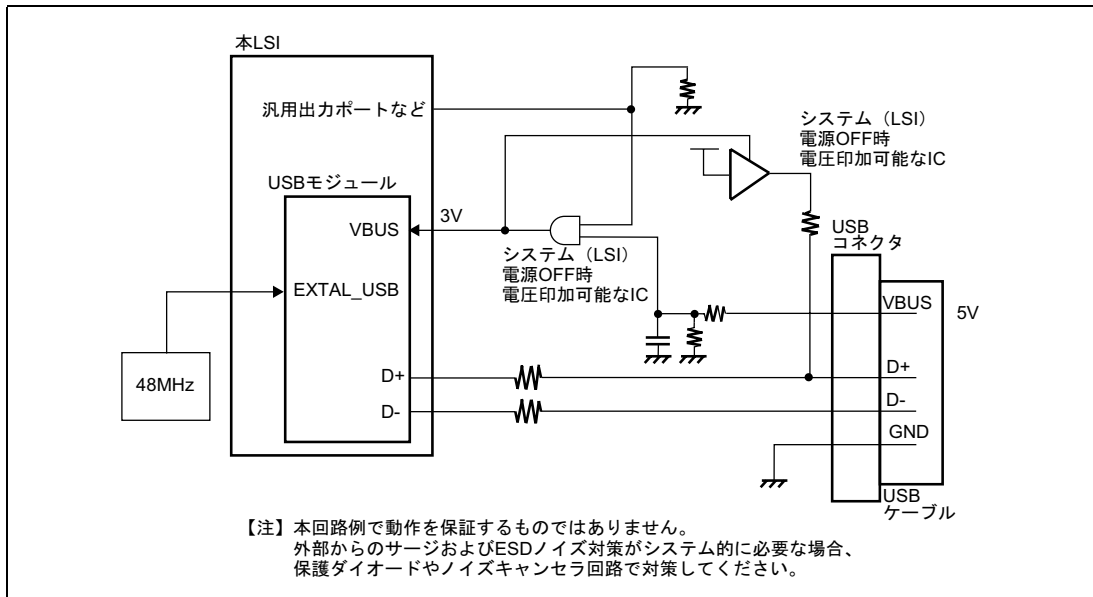 本LSI
汎用出力ポートなど
システム（LSI）
電源OFF時
電圧印加可能なIC
USBモジュール
VBUS
3V
システム（LSI）
電源OFF時
電圧印加可能なIC
USB
コネクタ
EXTAL_USB
VBUS
5V
48MHz
D+
D-
D+
D-
GND
USB
ケーブル
【注】本回路例で動作を保証するものではありません。
外部からのサージおよびESDノイズ対策がシステム的に必要な場合、
保護ダイオードやノイズキャンセラ回路で対策してください。